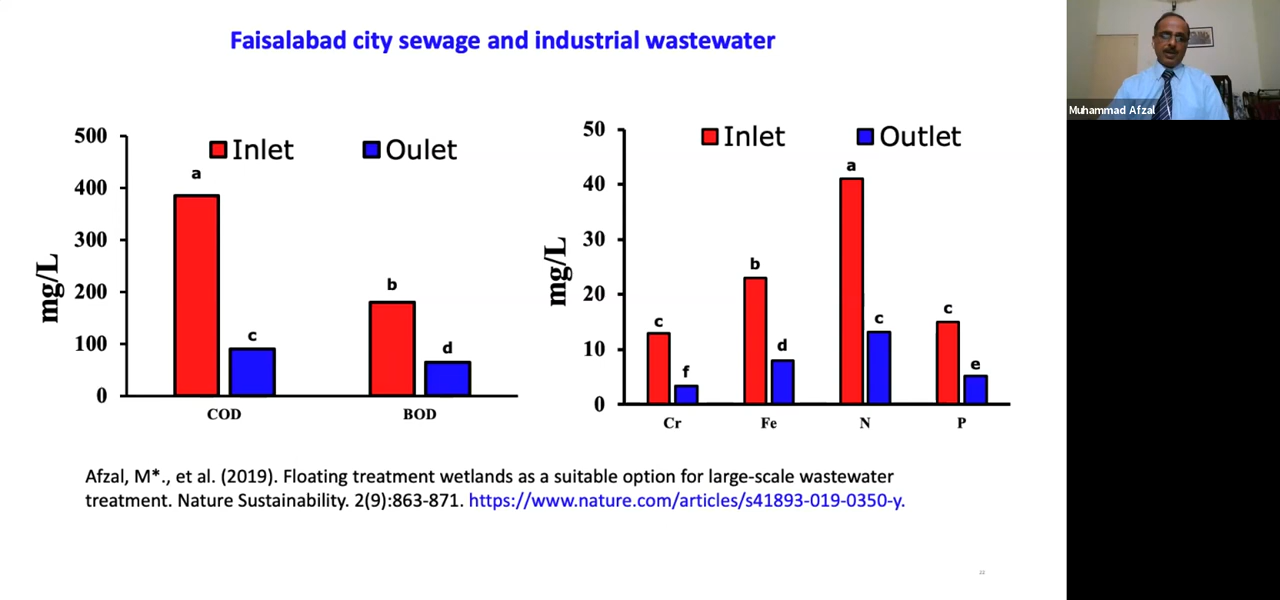 Faisalabad city sewage and industrial wastewater
Muhammad Afzal
Inlet Oulet
500
400
300
200
100
0
mg/L
a
c
b
d
COD BOD
Inlet Outlet
50
40
30
20
10
0
mg/L
c
f
b
d
a
c
c
e
Cr Fe N P
Afzal, M*., et al. (2019). Floating treatment wetlands as a suitable option for large-scale wastewater
treatment. Nature Sustainability. 2(9):863-871. https://www.nature.com/articles/s41893-019-0350-y.